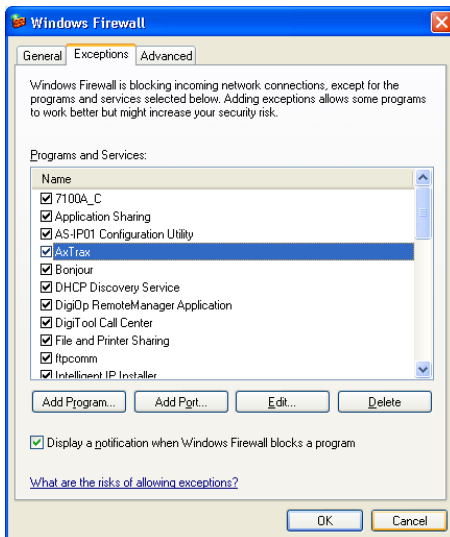 Windows Firewall
General Exceptions Advanced
Windows Firewall is blocking incoming network connections, except for the
programs and services selected below. Adding exceptions allows some programs
to work better but might increase your security risk.
Programs and Services:
Name
7100A_C
Application Sharing
AS-IP01 Configuration Utility
AxTrax
Bonjour
DHCP Discovery Service
DigiOp RemoteManager Application
DigiTool Call Center
File and Printer Sharing
ftpcomm
Intelligent IP Installer
Add Program... Add Port... Edit... Delete
Display a notification when Windows Firewall blocks a program
What are the risks of allowing exceptions?
OK Cancel